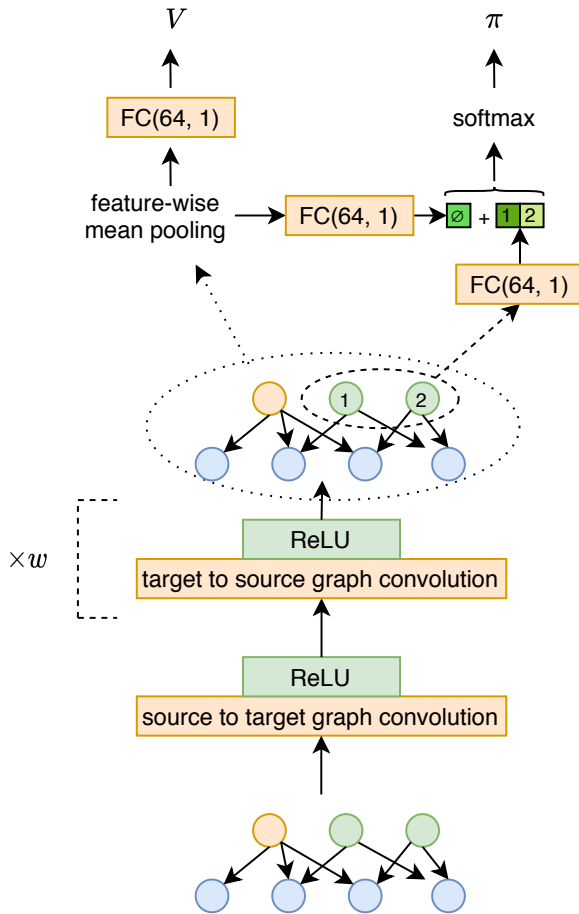 V
π
FC(64, 1)
softmax
feature-wise
mean pooling
FC(64, 1)
∅ + 1 2
FC(64, 1)
1
2
ReLU
×w
target to source graph convolution
ReLU
source to target graph convolution